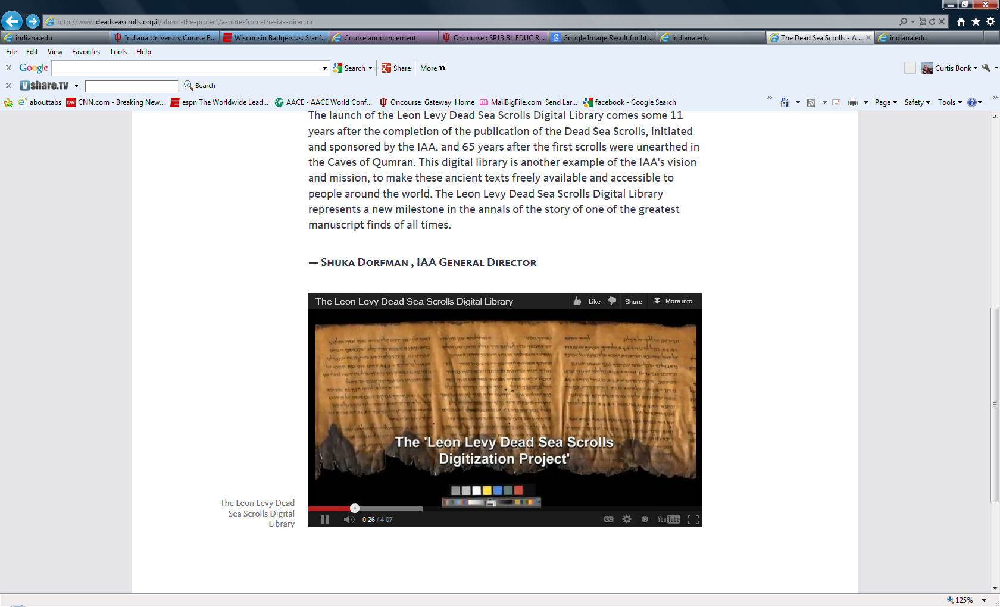 http://www.deadseascrolls.org.il/about-the-project/a-note-from-the-iaa-director
indiana.edu
Indiana University Course B...
Wisconsin Badgers vs. Stanf...
Course announcement:
Oncourse : SP13 BL EDUC R...
Google Image Result for htt...
indiana.edu
The Dead Sea Scrolls - A ...
indiana.edu
File Edit View Favorites Tools Help
x Google Search Share More »
Curtis Bonk
x Vshare.TV Search
abouttabs
CNN.com - Breaking New...
espn The Worldwide Lead...
AACE - AACE World Conf...
Oncourse Gateway Home
MailBigFile.com Send Lar...
facebook - Google Search
Page Safety Tools
The launch of the Leon Levy Dead Sea Scrolls Digital Library comes some 11
years after the completion of the publication of the Dead Sea Scrolls, initiated
and sponsored by the IAA, and 65 years after the first scrolls were unearthed in
the Caves of Qumran. This digital library is another example of the IAA's vision
and mission, to make these ancient texts freely available and accessible to
people around the world. The Leon Levy Dead Sea Scrolls Digital Library
represents a new milestone in the annals of the story of one of the greatest
manuscript finds of all times.
— Shuka Dorfman , IAA General Director
The Leon Levy Dead Sea Scrolls Digital Library
Like Share More info
The 'Leon Levy Dead Sea Scrolls
Digitization Project'
0:26 / 4:07
CC
YouTube
The Leon Levy Dead
Sea Scrolls Digital
Library
125%